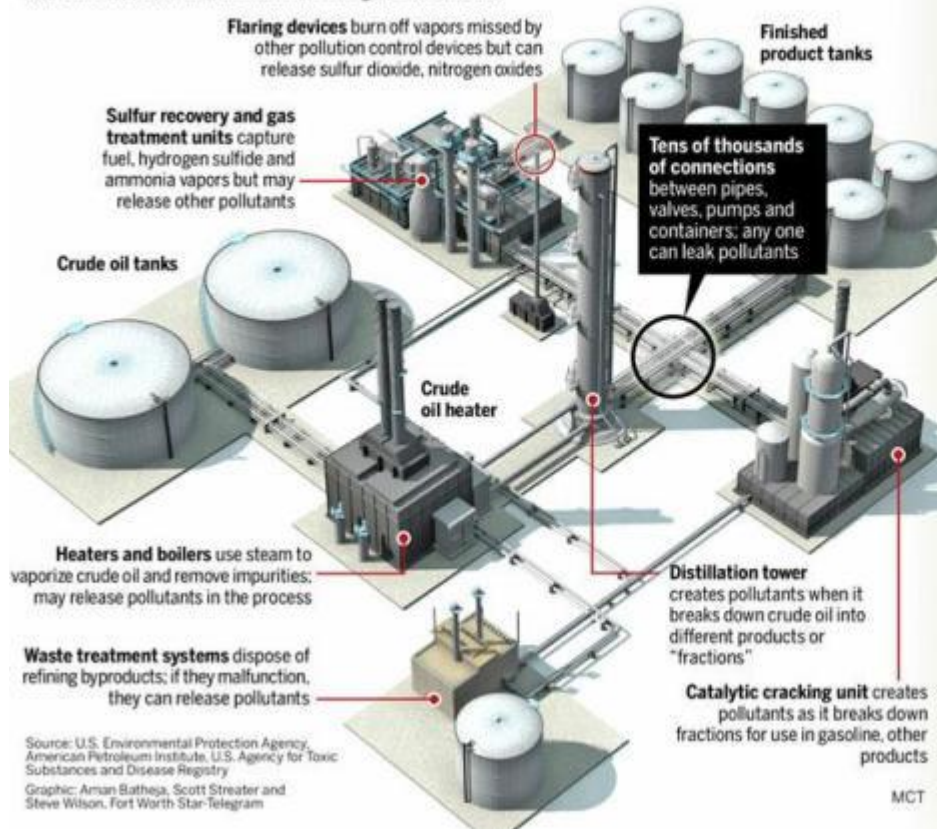 Flaring devices burn off vapors missed by
other pollution control devices but can
release sulfur dioxide, nitrogen oxides
Finished
product tanks
Sulfur recovery and gas
treatment units capture
fuel, hydrogen sulfide and
ammonia vapors but may
release other pollutants
Tens of thousands
of connections
between pipes,
valves, pumps and
containers; any one
can leak pollutants
Crude oil tanks
Crude
oil heater
Heaters and boilers use steam to
vaporize crude oil and remove impurities;
may release pollutants in the process
Distillation tower
creates pollutants when it
breaks down crude oil into
different products or
"fractions"
Waste treatment systems dispose of
refining byproducts; if they malfunction,
they can release pollutants
Catalytic cracking unit creates
pollutants as it breaks down
fractions for use in gasoline, other
products
Source: U.S. Environmental Protection Agency,
American Petroleum Institute, U.S. Agency for Toxic
Substances and Disease Registry
Graphic: Aman Batheja, Scott Streater and
Steve Wilson, Fort Worth Star-Telegram
MCT